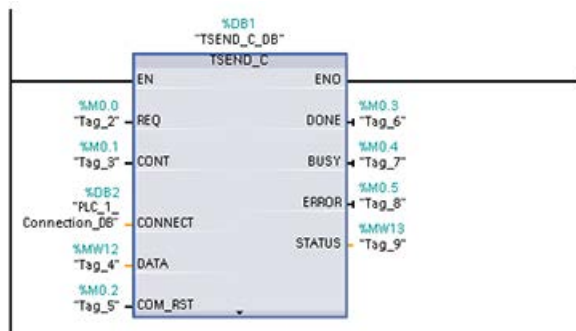 %DB1
"TSEND_C_DB"
TSEND_C
EN ENO
%M0.0 %M0.3
"Tag_2" REQ DONE "Tag_6"
%M0.1 %M0.4
"Tag_3" CONT BUSY "Tag_7"
%DB2 %M0.5
"PLC_1_ ERROR "Tag_8"
Connection_DB" CONNECT
%MW13
STATUS "Tag_9"
%MW12
"Tag_4" DATA
%M0.2
"Tag_5" COM_RST